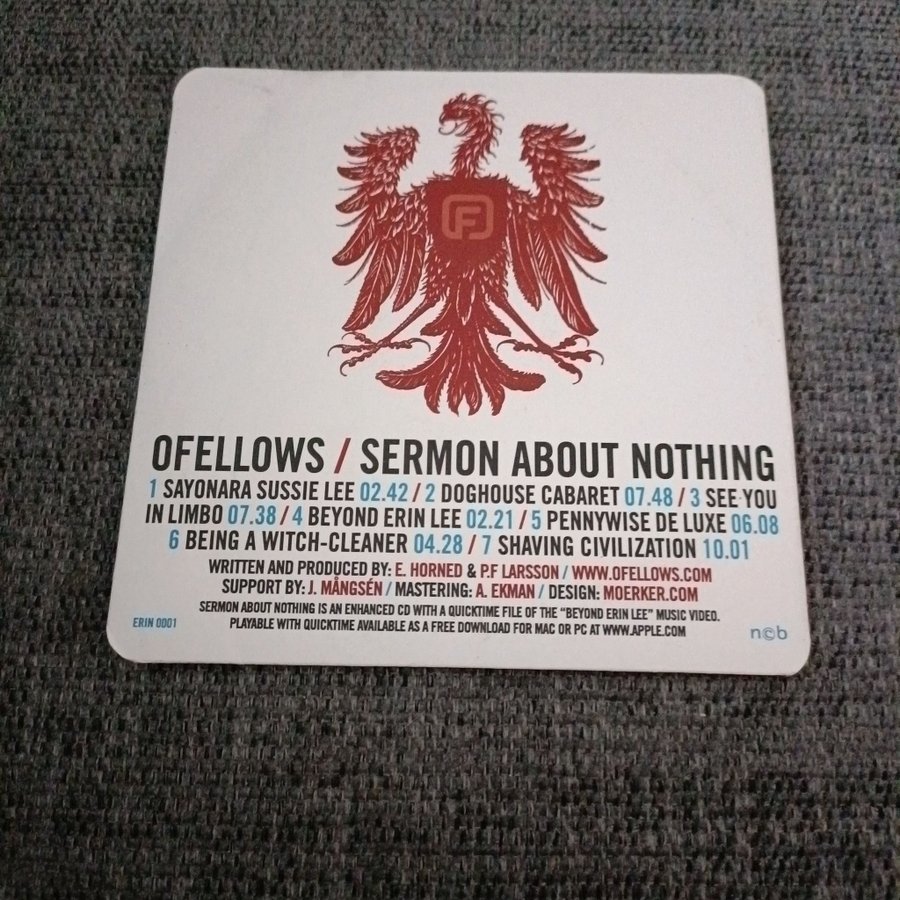 F
OFELLOWS / SERMON ABOUT NOTHING
1 SAYONARA SUSSIE LEE 02.42 / 2 DOGHOUSE CABARET 07.48 / 3 SEE YOU
IN LIMBO 07.38 / 4 BEYOND ERIN LEE 02.21 / 5 PENNYWISE DE LUXE 06.08
6 BEING A WITCH-CLEANER 04.28 / 7 SHAVING CIVILIZATION 10.01
WRITTEN AND PRODUCED BY: E. HORNED & P.F LARSSON / WWW.OFELLOWS.COM
SUPPORT BY: J. MÅNGSÉN / MASTERING: A. EKMAN / DESIGN: MOERKER.COM
SERMON ABOUT NOTHING IS AN ENHANCED CD WITH A QUICKTIME FILE OF THE “BEYOND ERIN LEE” MUSIC VIDEO.
PLAYABLE WITH QUICKTIME AVAILABLE AS A FREE DOWNLOAD FOR MAC OR PC AT WWW.APPLE.COM
ERIN 0001
n©b